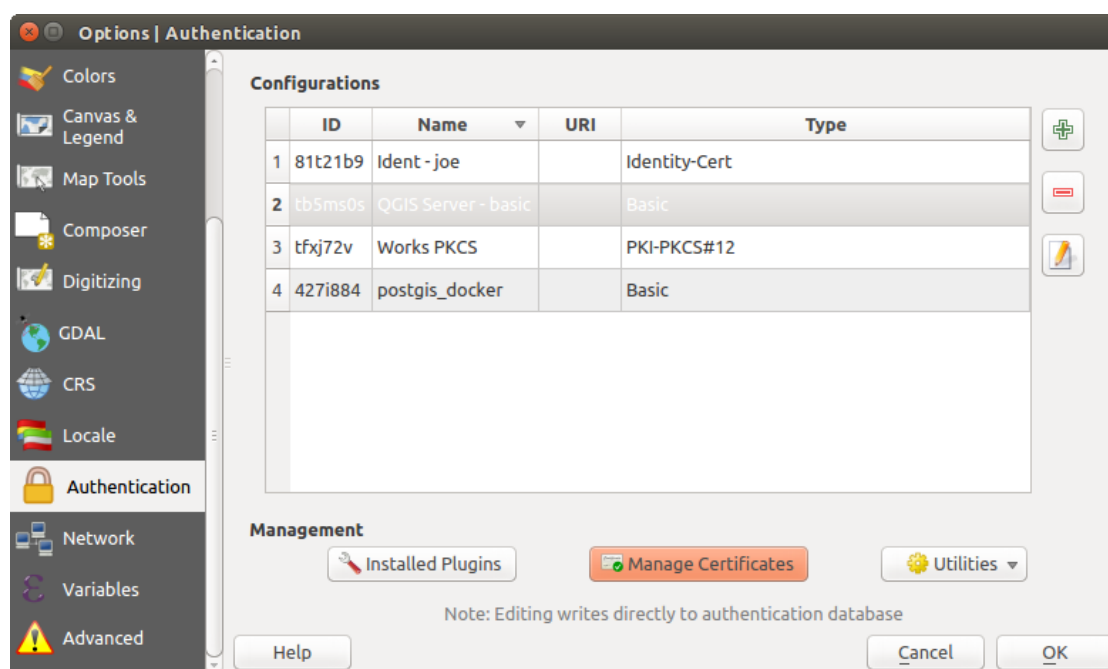 Options | Authentication
Colors
Canvas &
Legend
Map Tools
Composer
Digitizing
GDAL
CRS
Locale
Authentication
Network
Variables
Advanced
Configurations
ID Name URI Type
1 81t21b9 Ident - joe Identity-Cert
2 tb5ms0s QGIS Server - basic Basic
3 tfxj72v Works PKCS PKI-PKCS#12
4 427i884 postgis_docker Basic
Management
Installed Plugins Manage Certificates Utilities
Note: Editing writes directly to authentication database
Help Cancel OK